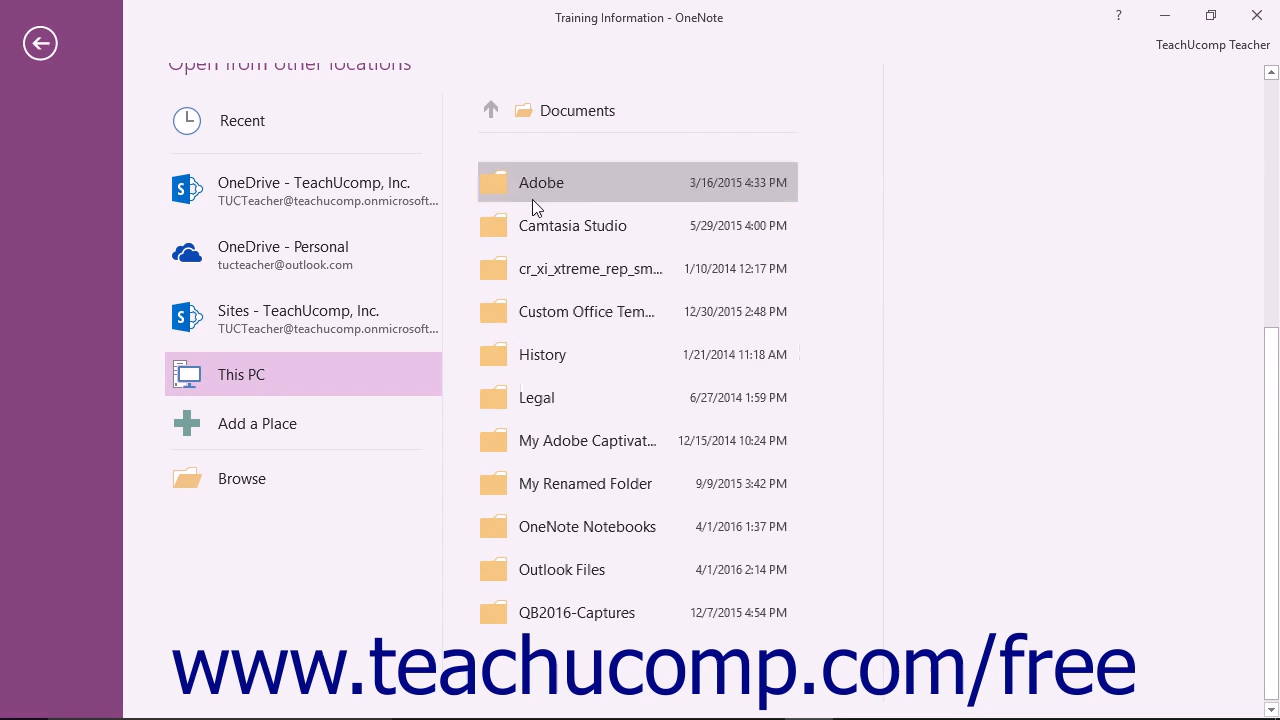 Training Information - OneNote
?
TeachUcomp Teacher
Open from other locations
Recent
OneDrive - TeachUcomp, Inc.
TUCTeacher@teachucomp.onmicrosoft...
OneDrive - Personal
tucteacher@outlook.com
Sites - TeachUcomp, Inc.
TUCTeacher@teachucomp.onmicrosoft...
This PC
Add a Place
Browse
Documents
Adobe 3/16/2015 4:33 PM
Camtasia Studio 5/29/2015 4:00 PM
cr_xi_xtreme_rep_sm... 1/10/2014 12:17 PM
Custom Office Tem... 12/30/2015 2:48 PM
History 1/21/2014 11:18 AM
Legal 6/27/2014 1:59 PM
My Adobe Captivat... 12/15/2014 10:24 PM
My Renamed Folder 9/9/2015 3:42 PM
OneNote Notebooks 4/1/2016 1:37 PM
Outlook Files 4/1/2016 2:14 PM
QB2016-Captures 12/7/2015 4:54 PM
www.teachucomp.com/free